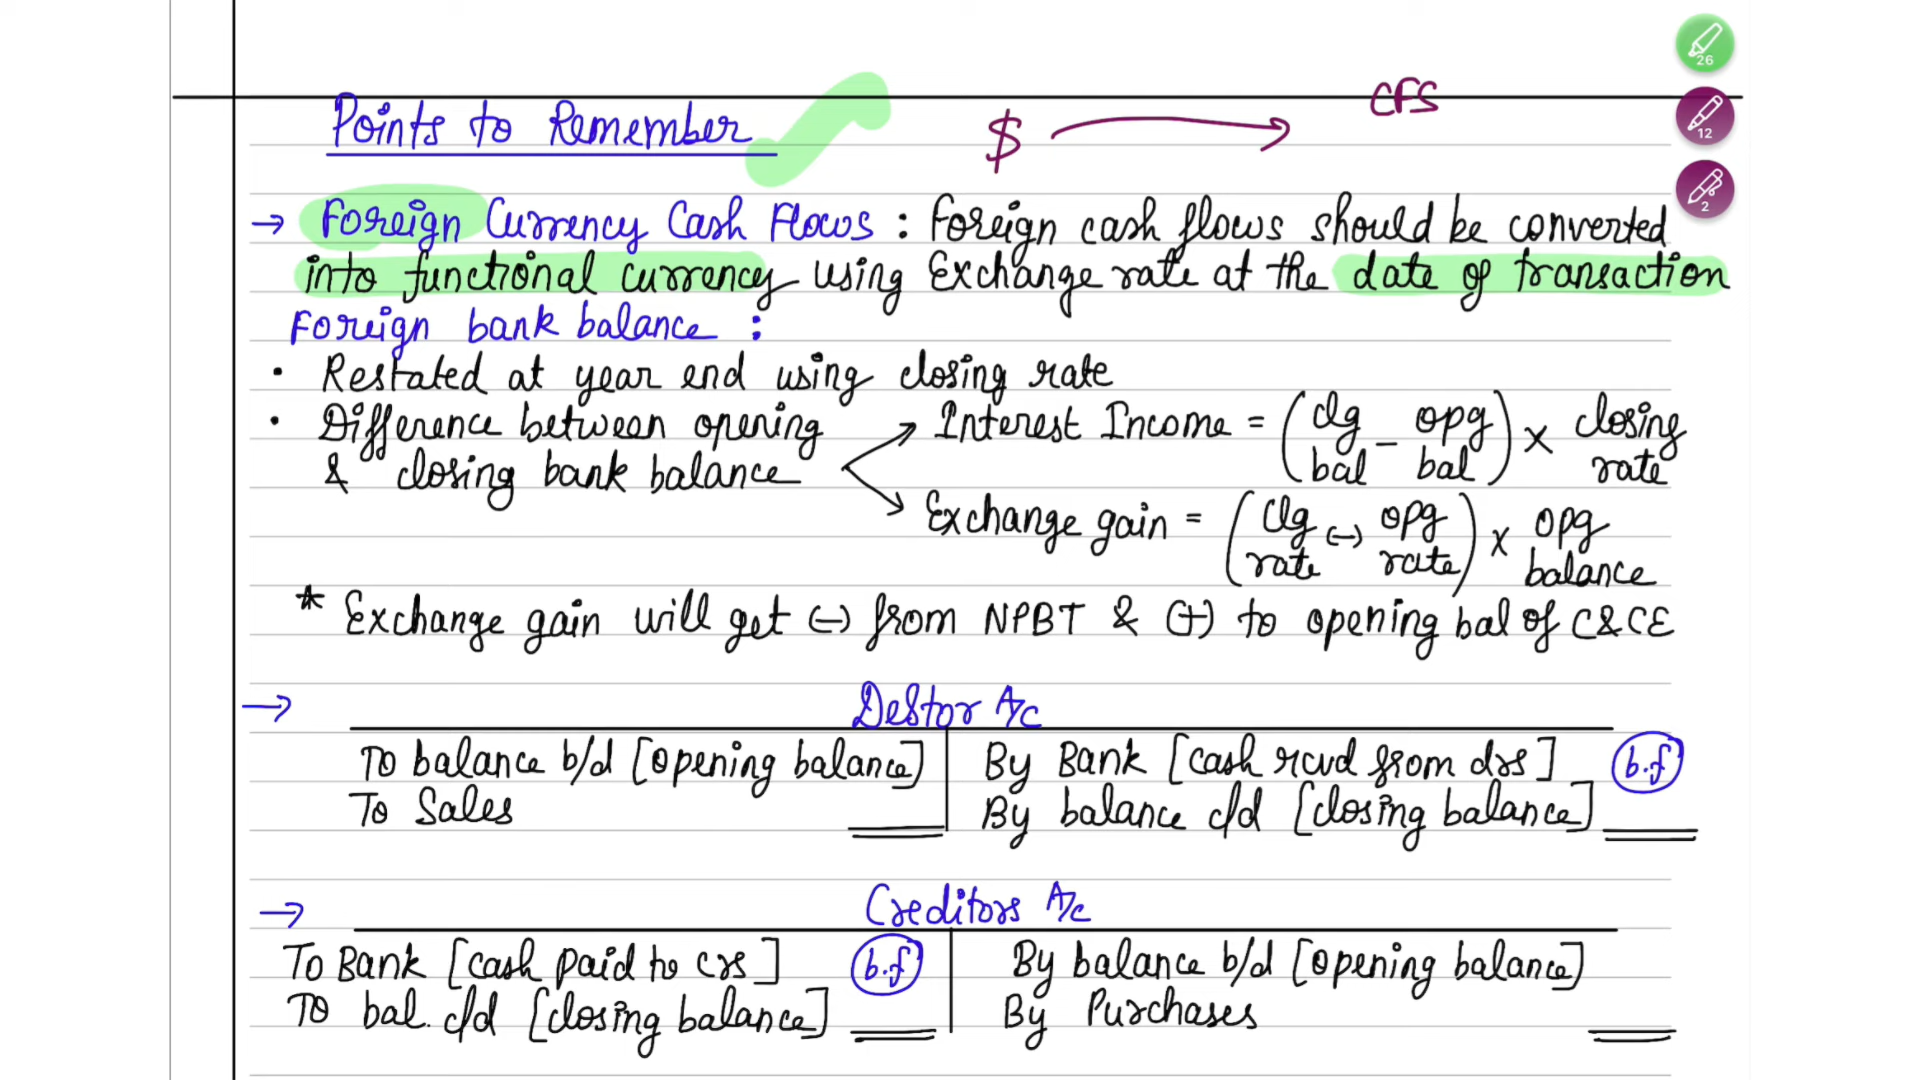 CFS
Points to Remember $ →
→ Foreign Currency Cash Flows : Foreign cash flows should be converted
into functional currency using Exchange rate at the date of transaction
Foreign bank balance :
• Restated at year end using closing rate
• Difference between opening & closing bank balance
→ Interest Income = (clg bal - opg bal) × closing rate
→ Exchange gain = (clg rate (-) opg rate) × opg balance
* Exchange gain will get (-) from NPBT & (+) to opening bal of C&CE
→ Debtor A/c
To balance b/d [opening balance] By Bank [cash rcvd from drs] b.f
To Sales By balance c/d [closing balance]
→ Creditors A/c
To Bank [cash paid to crs] b.f By balance b/d [opening balance]
To bal. c/d [closing balance] By Purchases
26
12
2